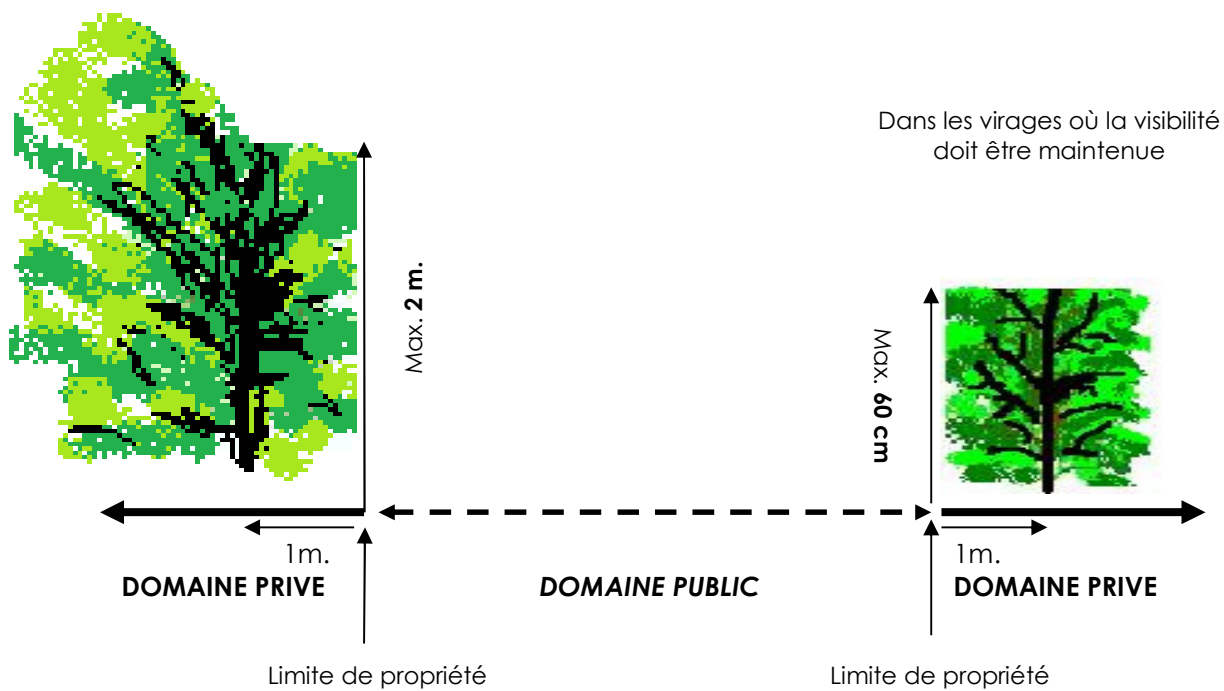 Dans les virages où la visibilité
doit être maintenue
Max. 2 m.
Max. 60 cm
1m.
1m.
DOMAINE PRIVE
DOMAINE PUBLIC
DOMAINE PRIVE
Limite de propriété
Limite de propriété